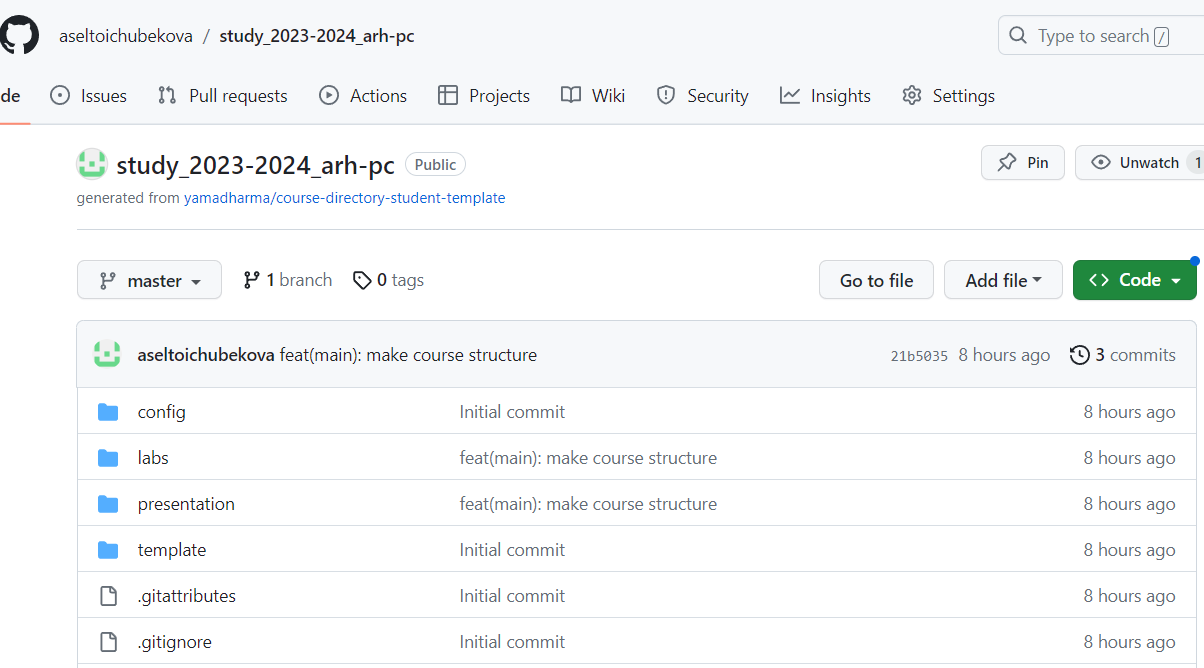 aseltoichubekova / study_2023-2024_arh-pc
Type to search /
de Issues Pull requests Actions Projects Wiki Security Insights Settings
study_2023-2024_arh-pc Public
Pin Unwatch 1
generated from yamadharma/course-directory-student-template
master 1 branch 0 tags Go to file Add file <> Code
aseltoichubekova feat(main): make course structure 21b5035 8 hours ago 3 commits
config Initial commit 8 hours ago
labs feat(main): make course structure 8 hours ago
presentation feat(main): make course structure 8 hours ago
template Initial commit 8 hours ago
.gitattributes Initial commit 8 hours ago
.gitignore Initial commit 8 hours ago